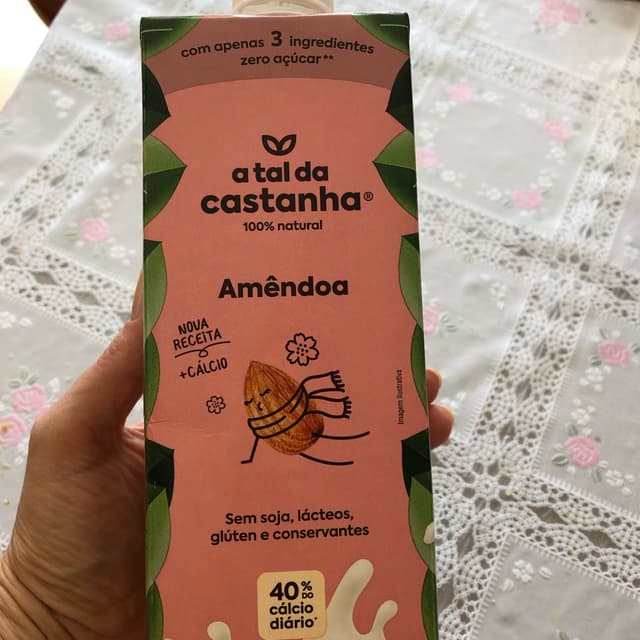 com apenas 3 ingredientes
zero açúcar**
a tal da
castanha®
100% natural
Amêndoa
NOVA
RECEITA
+CÁLCIO
Imagem ilustrativa
Sem soja, lácteos,
glúten e conservantes
40% DO
cálcio
diário*